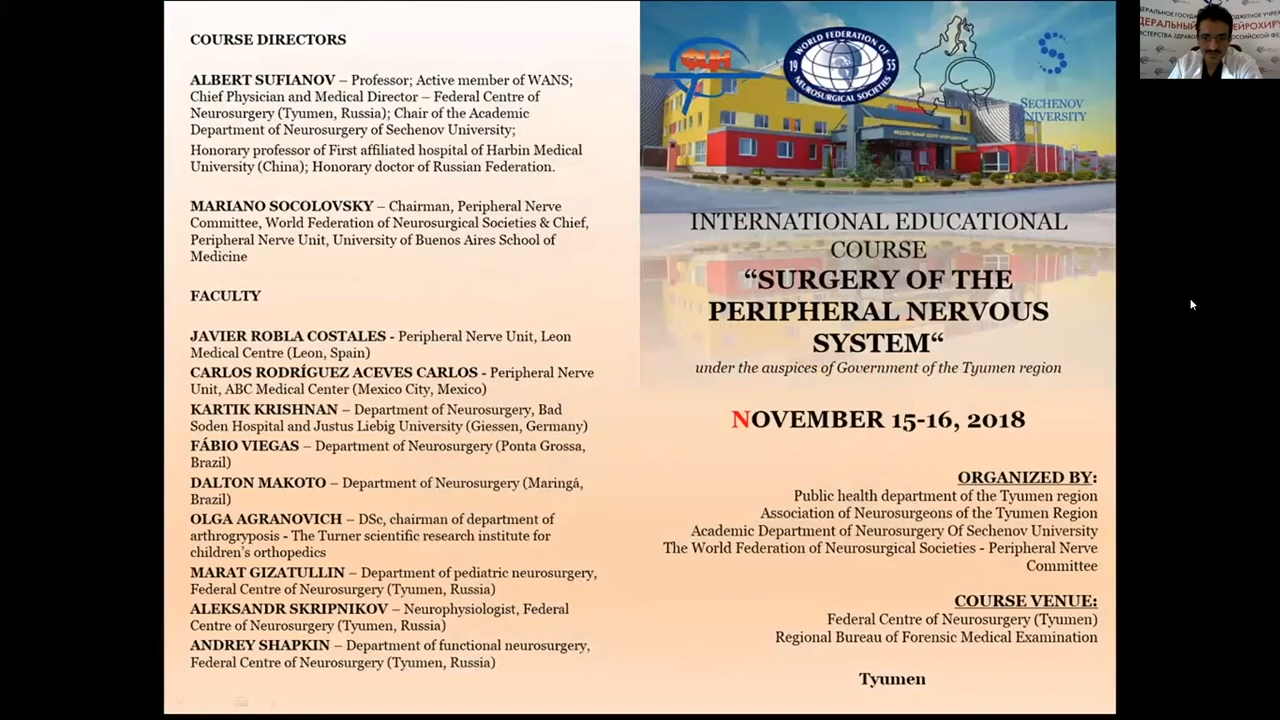 COURSE DIRECTORS
ALBERT SUFIANOV – Professor; Active member of WANS;
Chief Physician and Medical Director – Federal Centre of
Neurosurgery (Tyumen, Russia); Chair of the Academic
Department of Neurosurgery of Sechenov University;
Honorary professor of First affiliated hospital of Harbin Medical
University (China); Honorary doctor of Russian Federation.
MARIANO SOCOLOVSKY – Chairman, Peripheral Nerve
Committee, World Federation of Neurosurgical Societies & Chief,
Peripheral Nerve Unit, University of Buenos Aires School of
Medicine
FACULTY
JAVIER ROBLA COSTALES - Peripheral Nerve Unit, Leon
Medical Centre (Leon, Spain)
CARLOS RODRÍGUEZ ACEVES CARLOS - Peripheral Nerve
Unit, ABC Medical Center (Mexico City, Mexico)
KARTIK KRISHNAN – Department of Neurosurgery, Bad
Soden Hospital and Justus Liebig University (Giessen, Germany)
FÁBIO VIEGAS – Department of Neurosurgery (Ponta Grossa,
Brazil)
DALTON MAKOTO – Department of Neurosurgery (Maringá,
Brazil)
OLGA AGRANOVICH – DSc, chairman of department of
arthrogryposis - The Turner scientific research institute for
children's orthopedics
MARAT GIZATULLIN – Department of pediatric neurosurgery,
Federal Centre of Neurosurgery (Tyumen, Russia)
ALEKSANDR SKRIPNIKOV – Neurophysiologist, Federal
Centre of Neurosurgery (Tyumen, Russia)
ANDREY SHAPKIN – Department of functional neurosurgery,
Federal Centre of Neurosurgery (Tyumen, Russia)
ФЦН
WORLD FEDERATION OF
19 55
NEUROSURGICAL SOCIETIES
SECHENOV
UNIVERSITY
INTERNATIONAL EDUCATIONAL
COURSE
“SURGERY OF THE
PERIPHERAL NERVOUS
SYSTEM“
under the auspices of Government of the Tyumen region
NOVEMBER 15-16, 2018
ORGANIZED BY:
Public health department of the Tyumen region
Association of Neurosurgeons of the Tyumen Region
Academic Department of Neurosurgery Of Sechenov University
The World Federation of Neurosurgical Societies - Peripheral Nerve
Committee
COURSE VENUE:
Federal Centre of Neurosurgery (Tyumen)
Regional Bureau of Forensic Medical Examination
Tyumen